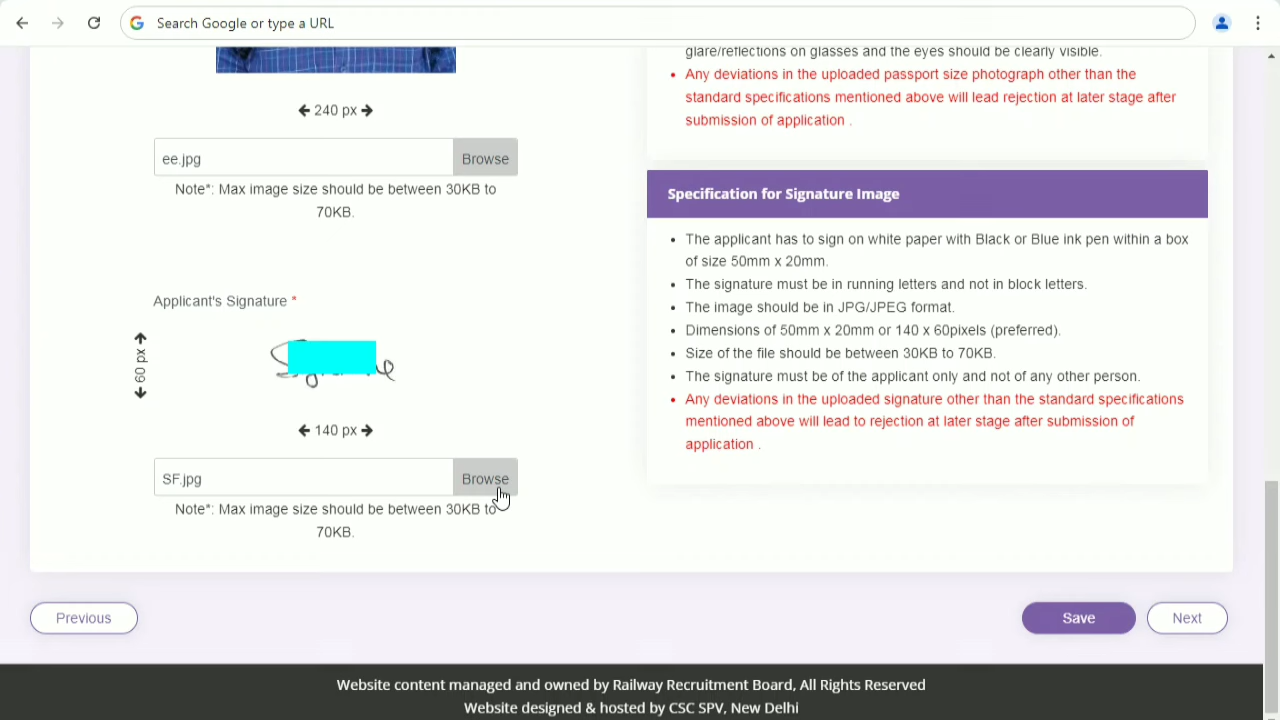 Search Google or type a URL
240 px
ee.jpg
Browse
Note*: Max image size should be between 30KB to
70KB.
Applicant's Signature *
60 px
140 px
SF.jpg
Browse
Note*: Max image size should be between 30KB to
70KB.
glare/reflections on glasses and the eyes should be clearly visible.
• Any deviations in the uploaded passport size photograph other than the
standard specifications mentioned above will lead rejection at later stage after
submission of application .
Specification for Signature Image
• The applicant has to sign on white paper with Black or Blue ink pen within a box
of size 50mm x 20mm.
• The signature must be in running letters and not in block letters.
• The image should be in JPG/JPEG format.
• Dimensions of 50mm x 20mm or 140 x 60pixels (preferred).
• Size of the file should be between 30KB to 70KB.
• The signature must be of the applicant only and not of any other person.
• Any deviations in the uploaded signature other than the standard specifications
mentioned above will lead to rejection at later stage after submission of
application .
Previous
Save
Next
Website content managed and owned by Railway Recruitment Board, All Rights Reserved
Website designed & hosted by CSC SPV, New Delhi